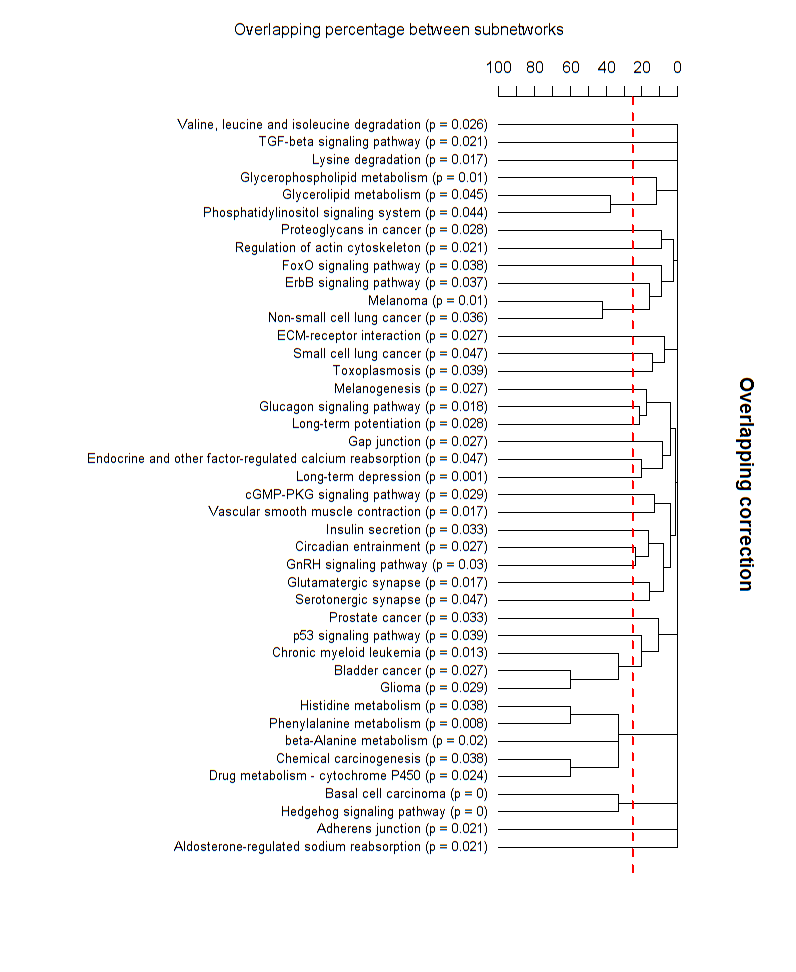 Overlapping percentage between subnetworks
100 80 60 40 20 0
Valine, leucine and isoleucine degradation (p = 0.026)
TGF-beta signaling pathway (p = 0.021)
Lysine degradation (p = 0.017)
Glycerophospholipid metabolism (p = 0.01)
Glycerolipid metabolism (p = 0.045)
Phosphatidylinositol signaling system (p = 0.044)
Proteoglycans in cancer (p = 0.028)
Regulation of actin cytoskeleton (p = 0.021)
FoxO signaling pathway (p = 0.038)
ErbB signaling pathway (p = 0.037)
Melanoma (p = 0.01)
Non-small cell lung cancer (p = 0.036)
ECM-receptor interaction (p = 0.027)
Small cell lung cancer (p = 0.047)
Toxoplasmosis (p = 0.039)
Melanogenesis (p = 0.027)
Glucagon signaling pathway (p = 0.018)
Long-term potentiation (p = 0.028)
Gap junction (p = 0.027)
Endocrine and other factor-regulated calcium reabsorption (p = 0.047)
Long-term depression (p = 0.001)
cGMP-PKG signaling pathway (p = 0.029)
Vascular smooth muscle contraction (p = 0.017)
Insulin secretion (p = 0.033)
Circadian entrainment (p = 0.027)
GnRH signaling pathway (p = 0.03)
Glutamatergic synapse (p = 0.017)
Serotonergic synapse (p = 0.047)
Prostate cancer (p = 0.033)
p53 signaling pathway (p = 0.039)
Chronic myeloid leukemia (p = 0.013)
Bladder cancer (p = 0.027)
Glioma (p = 0.029)
Histidine metabolism (p = 0.038)
Phenylalanine metabolism (p = 0.008)
beta-Alanine metabolism (p = 0.02)
Chemical carcinogenesis (p = 0.038)
Drug metabolism - cytochrome P450 (p = 0.024)
Basal cell carcinoma (p = 0)
Hedgehog signaling pathway (p = 0)
Adherens junction (p = 0.021)
Aldosterone-regulated sodium reabsorption (p = 0.021)
Overlapping correction